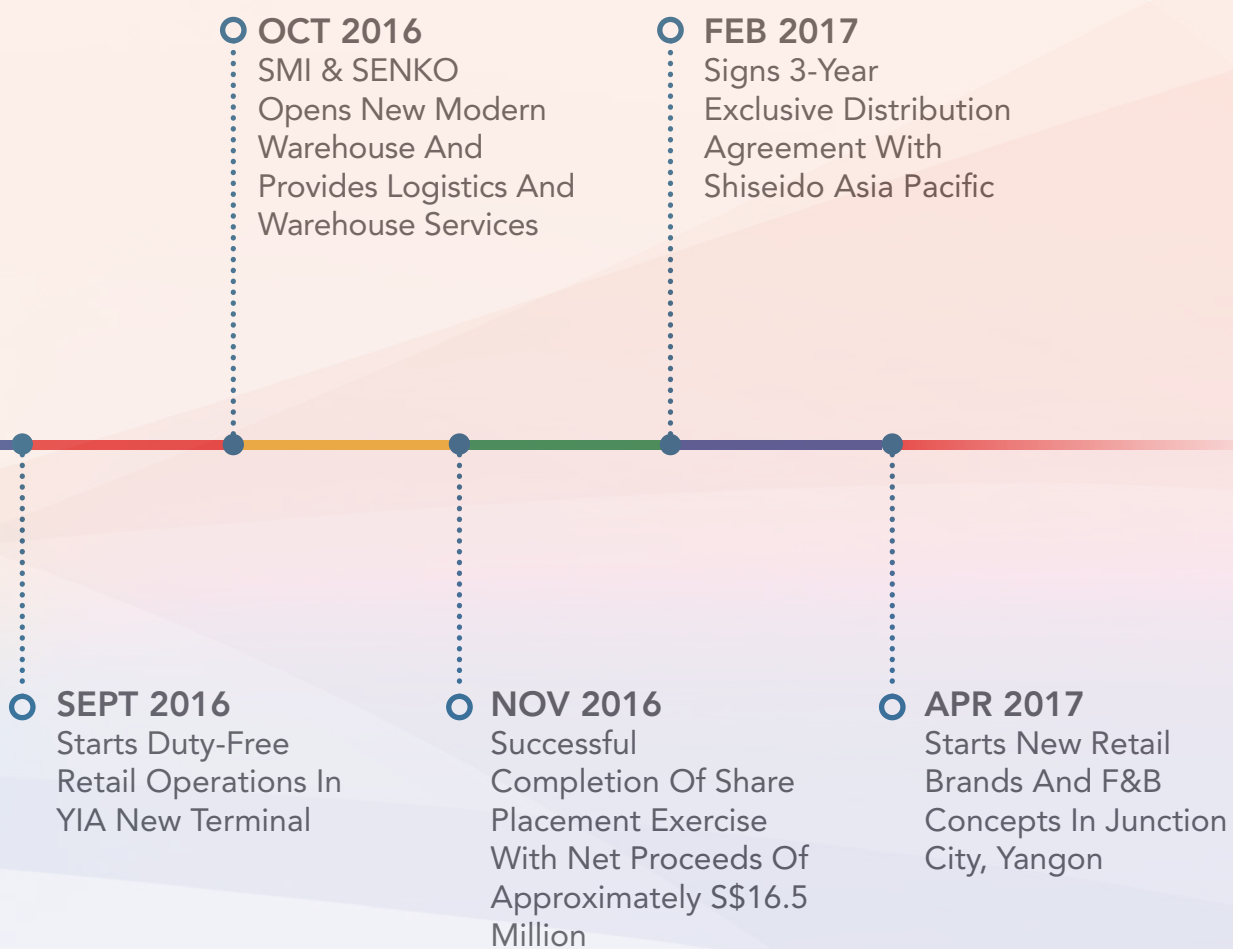 OCT 2016
SMI & SENKO
Opens New Modern
Warehouse And
Provides Logistics And
Warehouse Services
FEB 2017
Signs 3-Year
Exclusive Distribution
Agreement With
Shiseido Asia Pacific
SEPT 2016
Starts Duty-Free
Retail Operations In
YIA New Terminal
NOV 2016
Successful
Completion Of Share
Placement Exercise
With Net Proceeds Of
Approximately S$16.5
Million
APR 2017
Starts New Retail
Brands And F&B
Concepts In Junction
City, Yangon